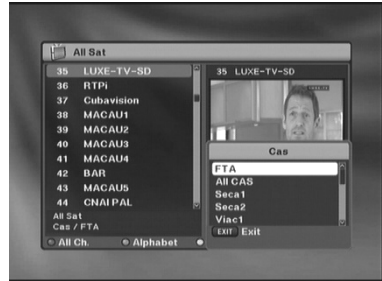 All Sat
35 LUXE-TV-SD
36 RTPi
37 Cubavision
38 MACAU1
39 MACAU2
40 MACAU3
41 MACAU4
42 BAR
43 MACAU5
44 CNAI PAL
All Sat
Cas / FTA
All Ch. Alphabet
35 LUXE-TV-SD
Cas
FTA
All CAS
Seca1
Seca2
Viac1
EXIT Exit